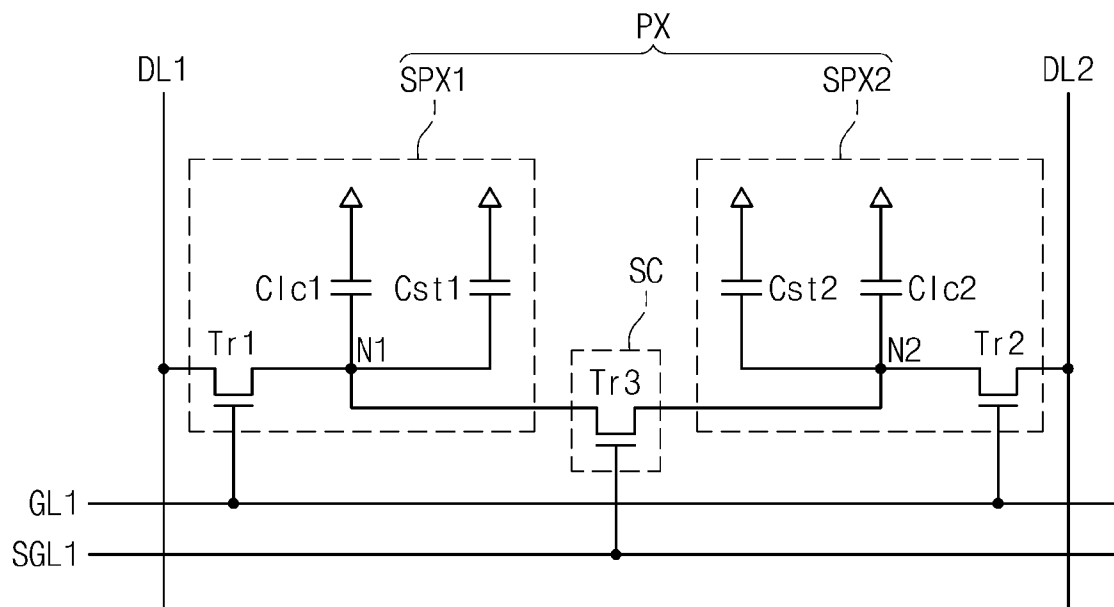 PX
DL1
SPX1
SPX2
DL2
Clc1
Cst1
SC
Cst2
Clc2
Tr1
N1
Tr3
N2
Tr2
GL1
SGL1